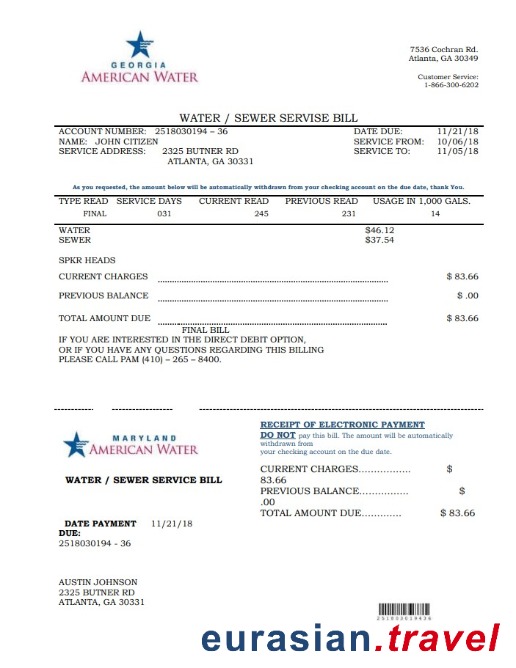 7536 Cochran Rd.
Atlanta, GA 30349
GEORGIA
AMERICAN WATER
Customer Service:
1-866-300-6202
WATER / SEWER SERVISE BILL
ACCOUNT NUMBER: 2518030194 – 36 DATE DUE: 11/21/18
NAME: JOHN CITIZEN SERVICE FROM: 10/06/18
SERVICE ADDRESS: 2325 BUTNER RD SERVICE TO: 11/05/18
ATLANTA, GA 30331
As you requested, the amount below will be automatically withdrawn from your checking account on the due date, thank You.
TYPE READ SERVICE DAYS CURRENT READ PREVIOUS READ USAGE IN 1,000 GALS.
FINAL 031 245 231 14
WATER $46.12
SEWER $37.54
SPKR HEADS
CURRENT CHARGES $ 83.66
PREVIOUS BALANCE $ .00
TOTAL AMOUNT DUE $ 83.66
FINAL BILL
IF YOU ARE INTERESTED IN THE DIRECT DEBIT OPTION,
OR IF YOU HAVE ANY QUESTIONS REGARDING THIS BILLING
PLEASE CALL PAM (410) – 265 – 8400.
MARYLAND
AMERICAN WATER
WATER / SEWER SERVICE BILL
DATE PAYMENT 11/21/18
DUE:
2518030194 - 36
AUSTIN JOHNSON
2325 BUTNER RD
ATLANTA, GA 30331
RECEIPT OF ELECTRONIC PAYMENT
DO NOT pay this bill. The amount will be automatically
withdrawn from
your checking account on the due date.
CURRENT CHARGES................ $
83.66
PREVIOUS BALANCE............... $
.00
TOTAL AMOUNT DUE............ $ 83.66
2518030019436
eurasian.travel